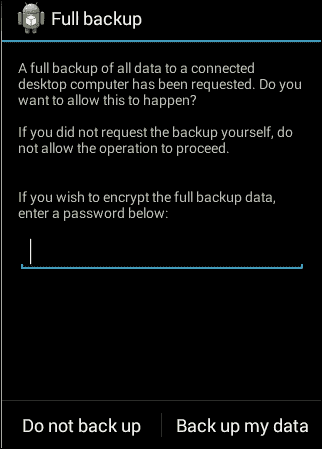 Full backup
A full backup of all data to a connected
desktop computer has been requested. Do you
want to allow this to happen?
If you did not request the backup yourself, do
not allow the operation to proceed.
If you wish to encrypt the full backup data,
enter a password below:
Do not back up
Back up my data